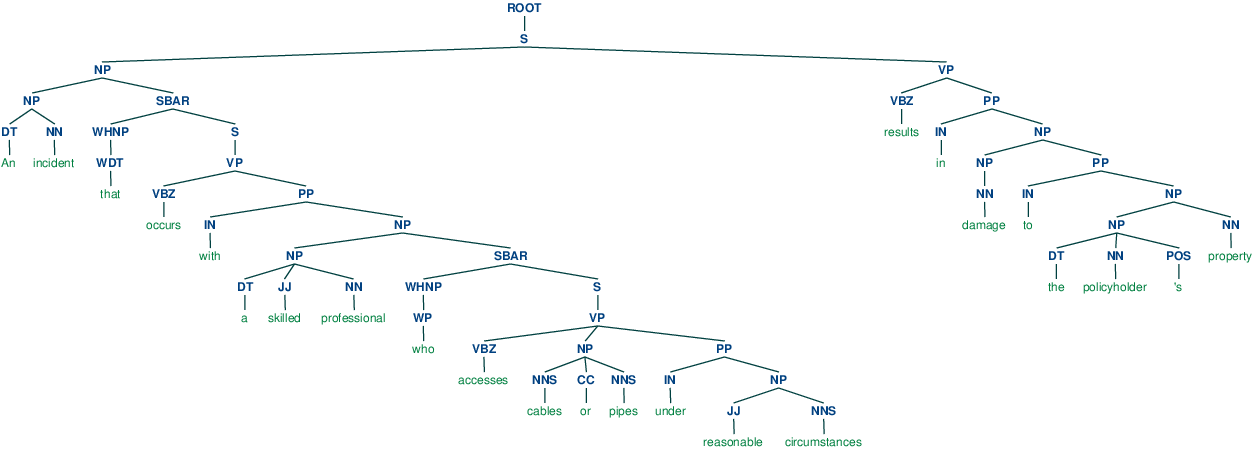 ROOT
S
NP VP
NP SBAR VBZ PP
DT NN WHNP S results IN NP
An incident WDT VP in NP PP
that VBZ PP NN IN NP
occurs IN NP damage to NP NN
with NP SBAR DT NN POS property
DT JJ NN WHNP S the policyholder 's
a skilled professional WP VP
who VBZ NP PP
accesses NNS CC NNS IN NP
cables or pipes under JJ NNS
reasonable circumstances